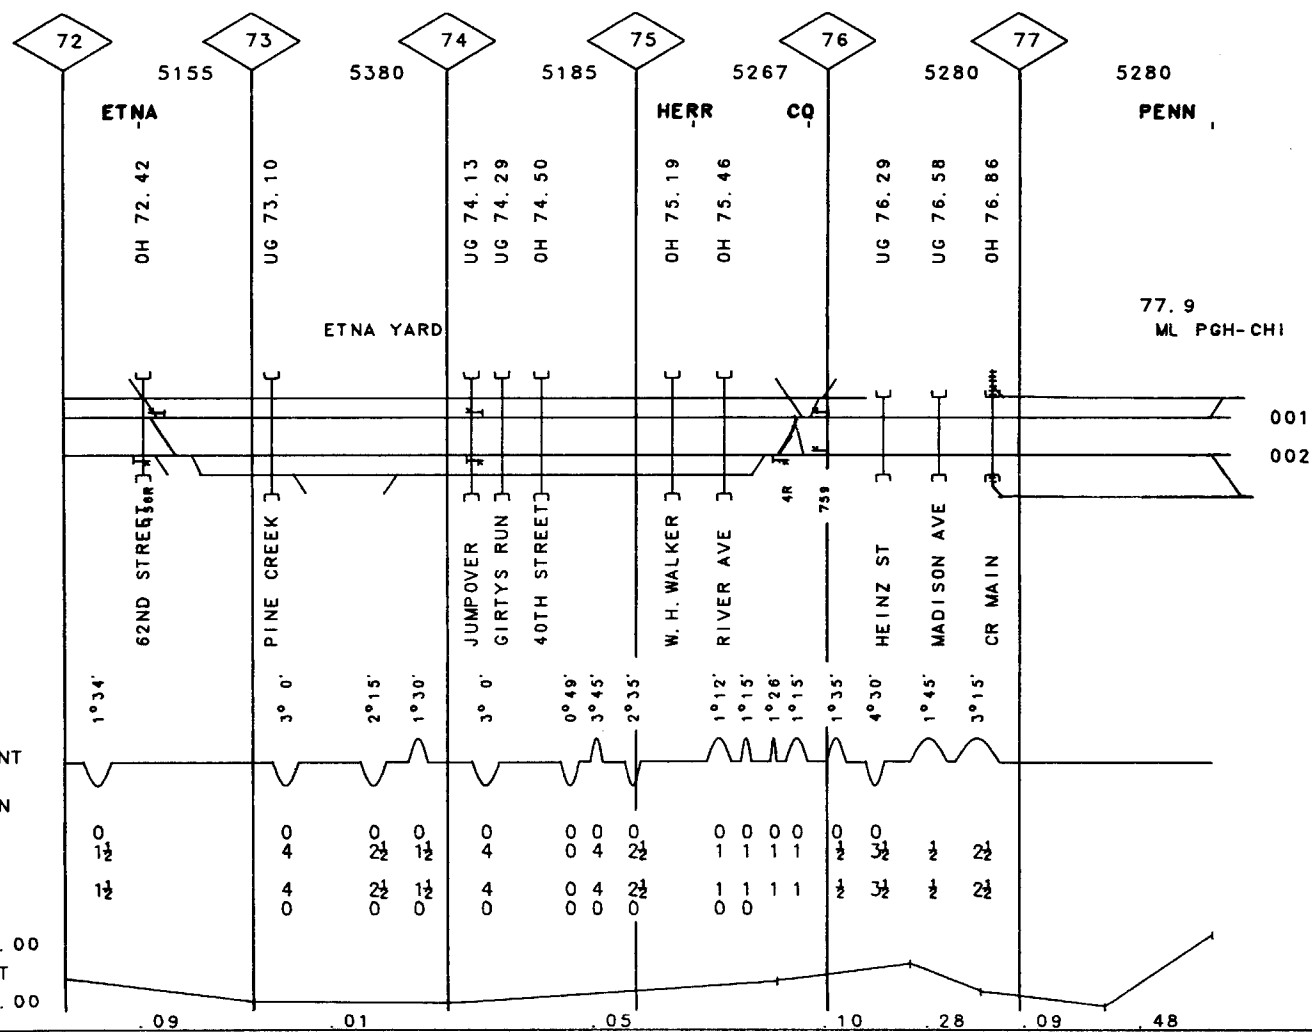 72 73 74 75 76 77
5155 5380 5185 5267 5280 5280
ETNA HERR CQ PENN
OH 72.42
UG 73.10
UG 74.13
UG 74.29
OH 74.50
OH 75.19
OH 75.46
UG 76.29
UG 76.58
OH 76.86
77.9
ETNA YARD ML PGH-CHI
001
002
4R
759
62ND STREET
PINE CREEK
JUMPOVER
GIRTYS RUN
40TH STREET
W.H.WALKER
RIVER AVE
HEINZ ST
MADISON AVE
CR MAIN
1°34' 3° 0' 2°15' 1°30' 3° 0' 0°49' 3°45' 2°35' 1°12' 1°15' 1°26' 1°15' 1°35' 4°30' 1°45' 3°15'
NT
N
0 0 0 0 0 0 0 0 0 0 0 0 0 0
1½ 4 2½ 1½ 4 0 4 2½ 1 1 1 1 ½ 3½ ½ 2½
1½ 4 2½ 1½ 4 0 4 2½ 1 1 1 1 ½ 3½ ½ 2½
0 0 0 0 0 0 0 0 0
.00
T
.00
.09 .01 .05 .10 .28 .09 .48